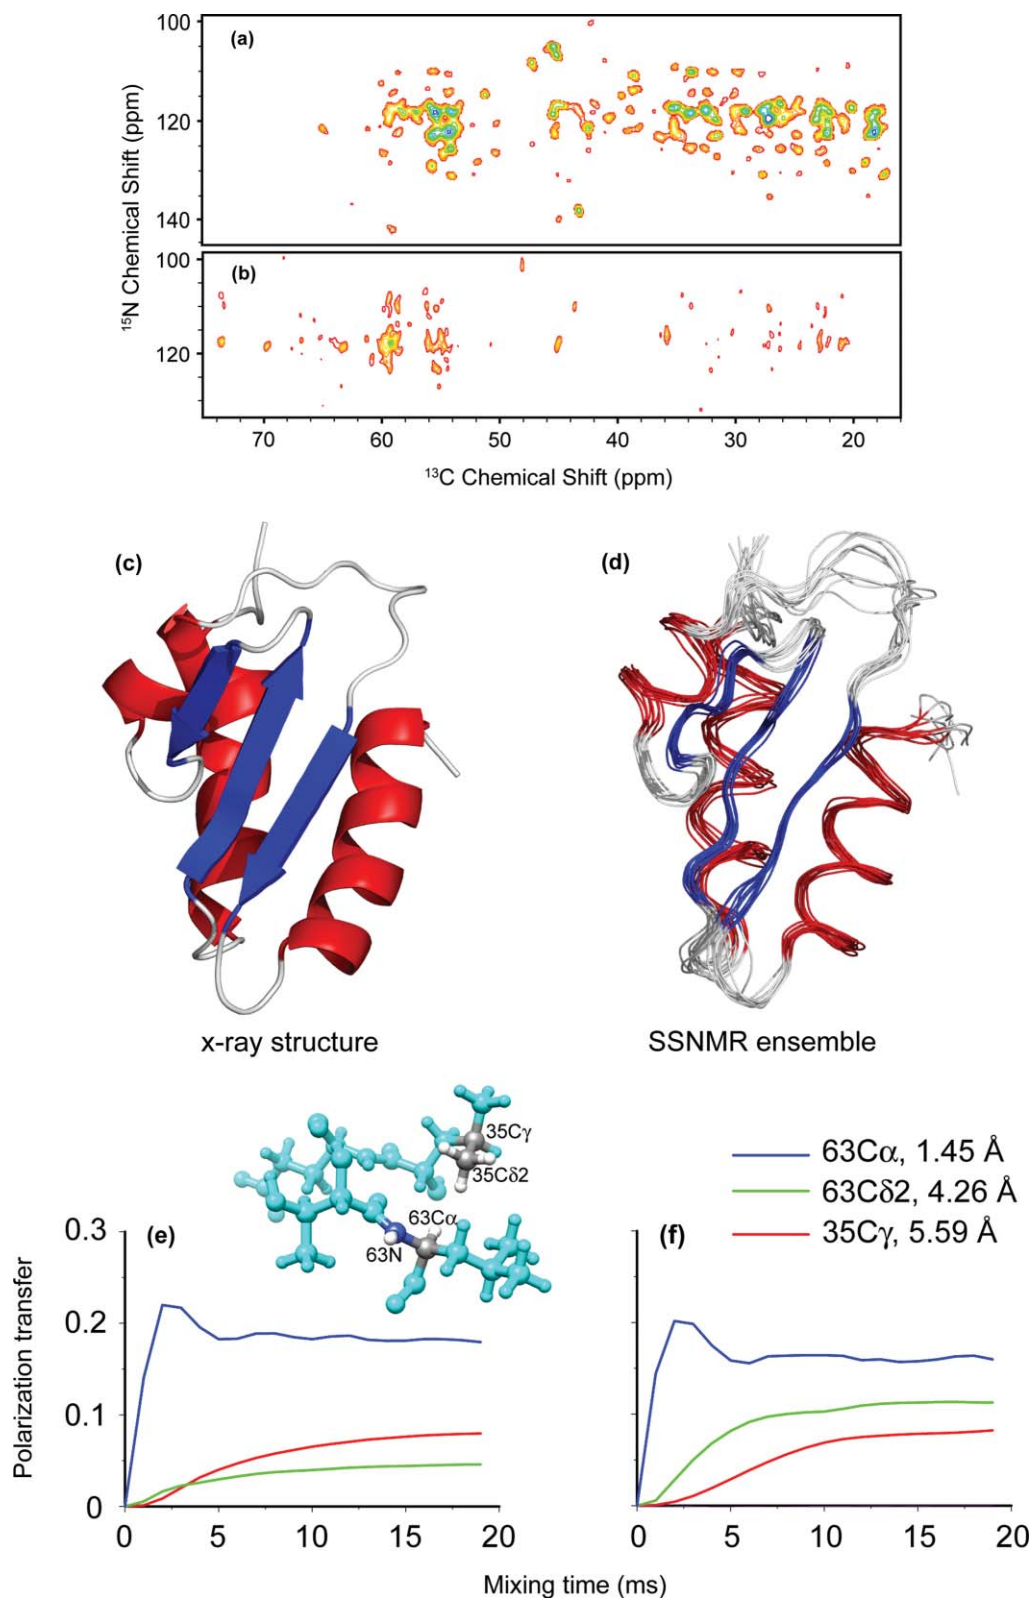 (a)
100
120
140
(b)
100
120
¹⁵N Chemical Shift (ppm)
70
60
50
40
30
20
¹³C Chemical Shift (ppm)
(c)
(d)
x-ray structure
SSNMR ensemble
35Cγ
35Cδ2
63Cα
63N
63Cα, 1.45 Å
63Cδ2, 4.26 Å
35Cγ, 5.59 Å
(e)
(f)
0.3
0.2
0.1
0
Polarization transfer
0
5
10
15
20
0
5
10
15
20
Mixing time (ms)